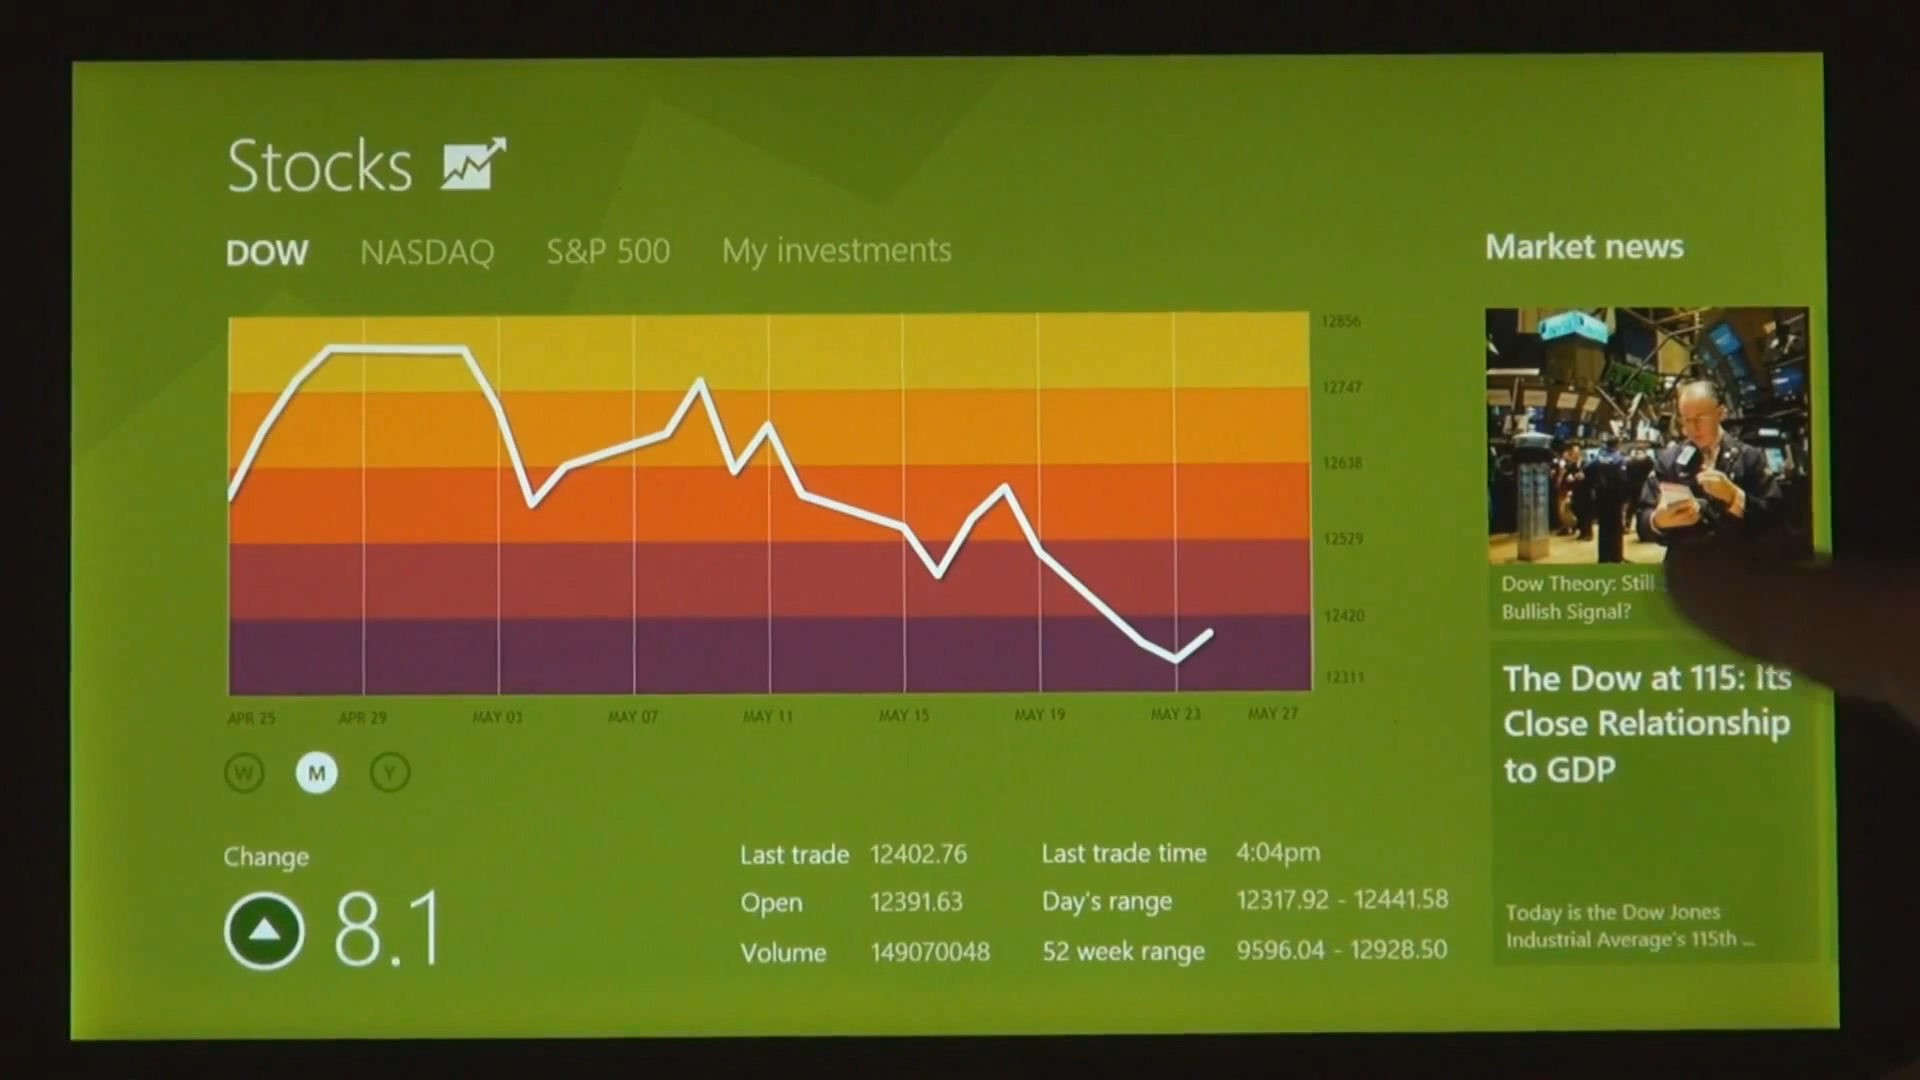 Stocks
DOW NASDAQ S&P 500 My investments
12856
12747
12638
12529
12420
12311
APR 25 APR 29 MAY 03 MAY 07 MAY 11 MAY 15 MAY 19 MAY 23 MAY 27
W M Y
Change
8.1
Last trade 12402.76 Last trade time 4:04pm
Open 12391.63 Day's range 12317.92 - 12441.58
Volume 149070048 52 week range 9596.04 - 12928.50
Market news
Dow Theory: Still
Bullish Signal?
The Dow at 115: Its
Close Relationship
to GDP
Today is the Dow Jones
Industrial Average's 115th ...